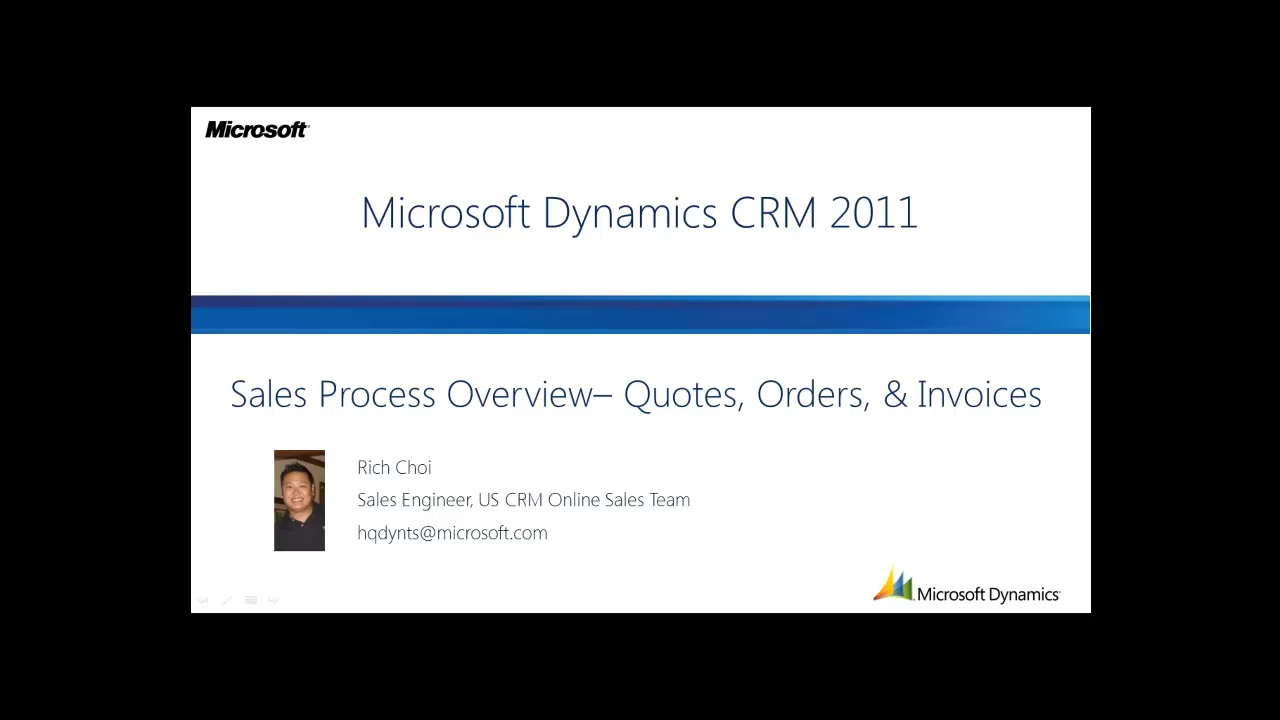 Microsoft
Microsoft Dynamics CRM 2011
Sales Process Overview– Quotes, Orders, & Invoices
Rich Choi
Sales Engineer, US CRM Online Sales Team
hqdynts@microsoft.com
Microsoft Dynamics